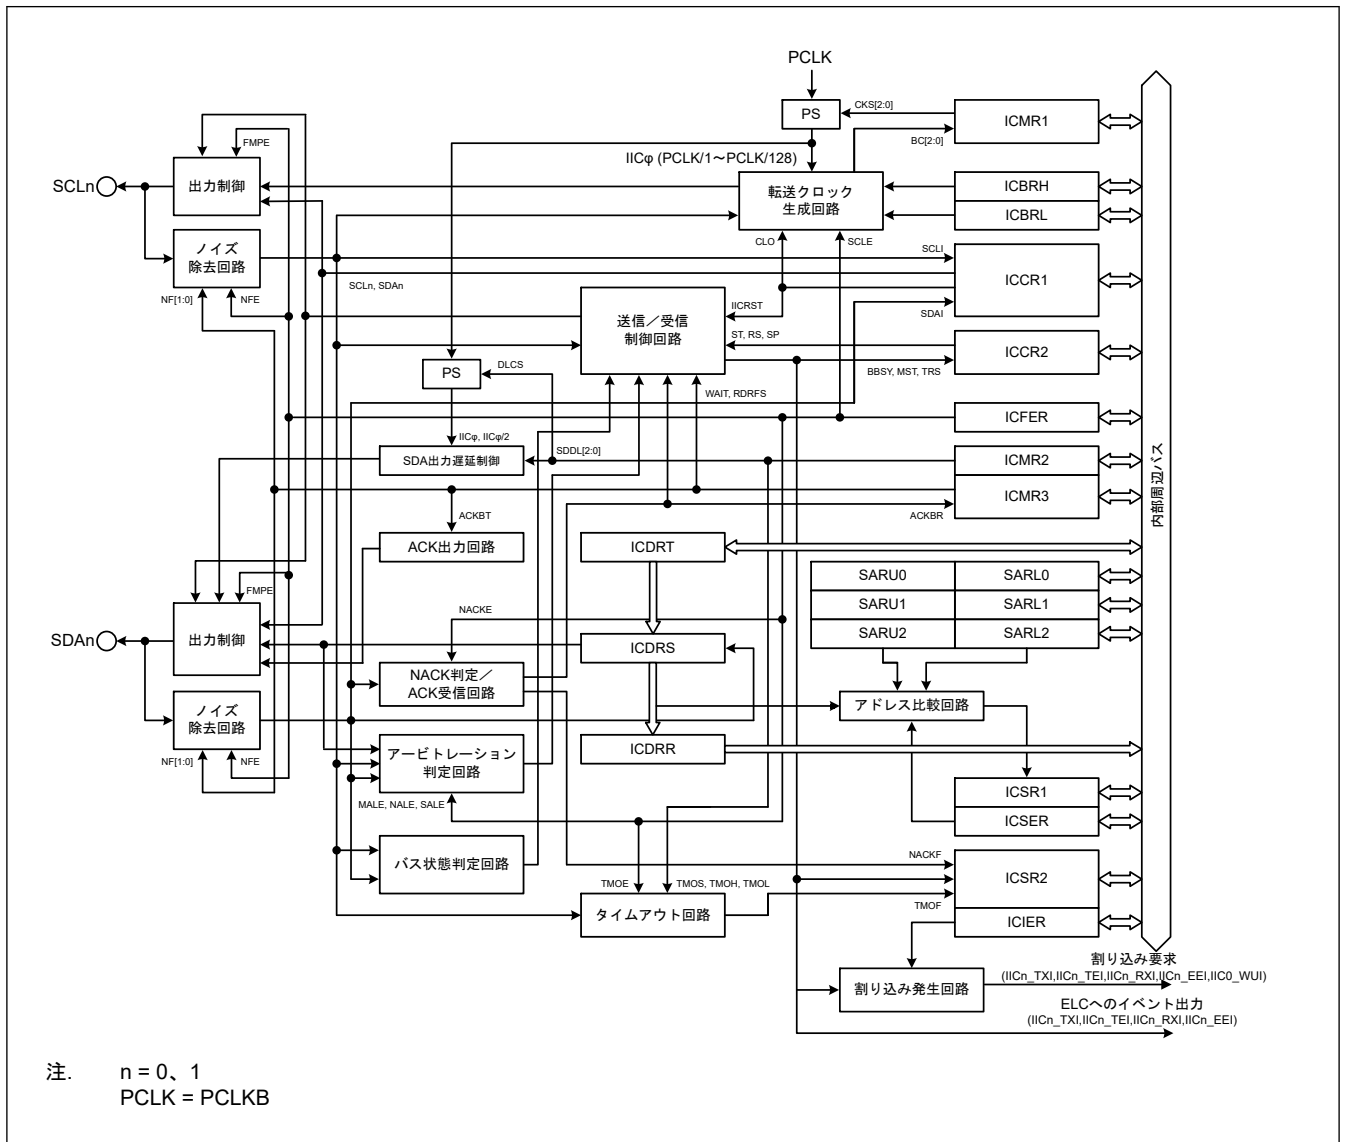 PCLK
PS
CKS[2:0]
ICMR1
BC[2:0]
FMPE
IICφ (PCLK/1～PCLK/128)
SCLn
出力制御
転送クロック
生成回路
ICBRH
ICBRL
ノイズ
除去回路
CLO
SCLE
SCLI
ICCR1
SCLn, SDAn
NF[1:0]
NFE
IICRST
SDAI
送信／受信
制御回路
ST, RS, SP
ICCR2
BBSY, MST, TRS
PS
DLCS
WAIT, RDRFS
ICFER
IICφ, IICφ/2
SDA出力遅延制御
SDDL[2:0]
ICMR2
ICMR3
ACKBT
ACKBR
内部周辺バス
ACK出力回路
ICDRT
SARU0
SARL0
FMPE
SARU1
SARL1
NACKE
SDAn
出力制御
ICDRS
SARU2
SARL2
NACK判定／
ACK受信回路
アドレス比較回路
ノイズ
除去回路
アービトレーション
判定回路
ICDRR
NF[1:0]
NFE
ICSR1
MALE, NALE, SALE
ICSER
バス状態判定回路
NACKF
ICSR2
TMOE
TMOS, TMOH, TMOL
TMOF
タイムアウト回路
ICIER
割り込み要求
(IICn_TXI,IICn_TEI,IICn_RXI,IICn_EEI,IIC0_WUI)
割り込み発生回路
ELCへのイベント出力
(IICn_TXI,IICn_TEI,IICn_RXI,IICn_EEI)
注. n = 0、1
PCLK = PCLKB